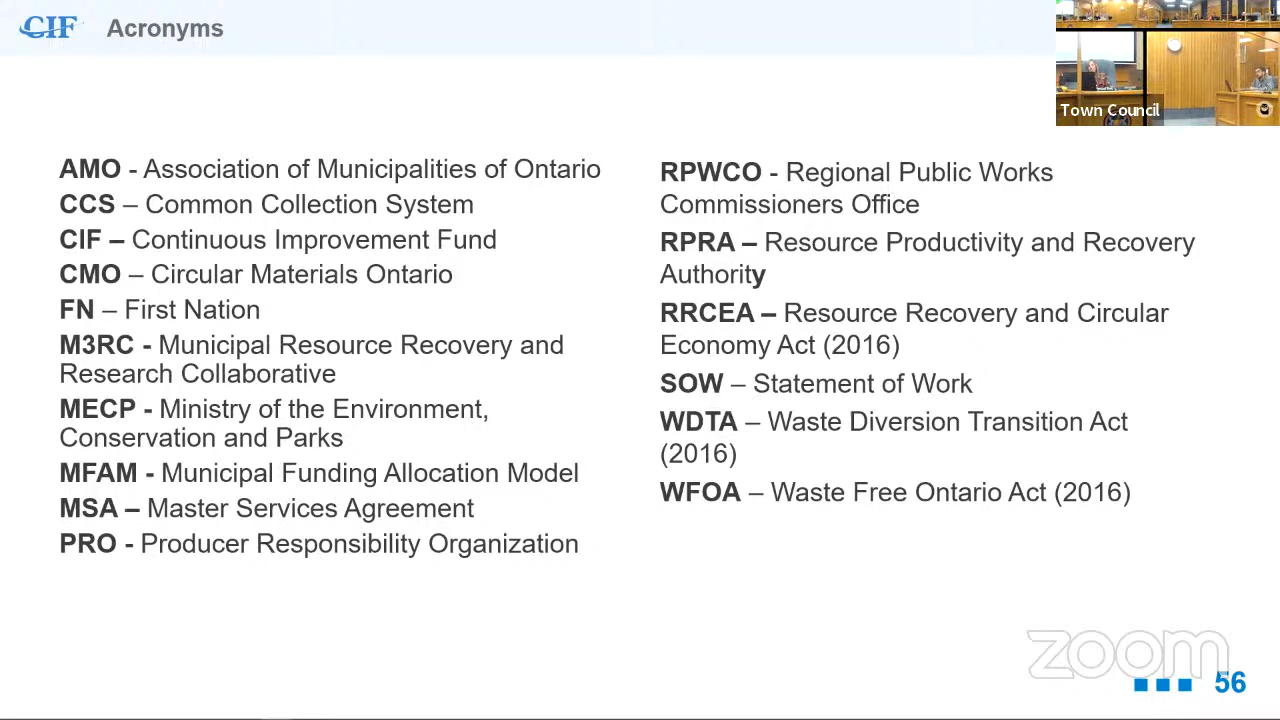 CIF
Acronyms
Town Council
AMO - Association of Municipalities of Ontario
CCS – Common Collection System
CIF – Continuous Improvement Fund
CMO – Circular Materials Ontario
FN – First Nation
M3RC - Municipal Resource Recovery and
Research Collaborative
MECP - Ministry of the Environment,
Conservation and Parks
MFAM - Municipal Funding Allocation Model
MSA – Master Services Agreement
PRO - Producer Responsibility Organization
RPWCO - Regional Public Works
Commissioners Office
RPRA – Resource Productivity and Recovery
Authority
RRCEA – Resource Recovery and Circular
Economy Act (2016)
SOW – Statement of Work
WDTA – Waste Diversion Transition Act
(2016)
WFOA – Waste Free Ontario Act (2016)
zoom
56